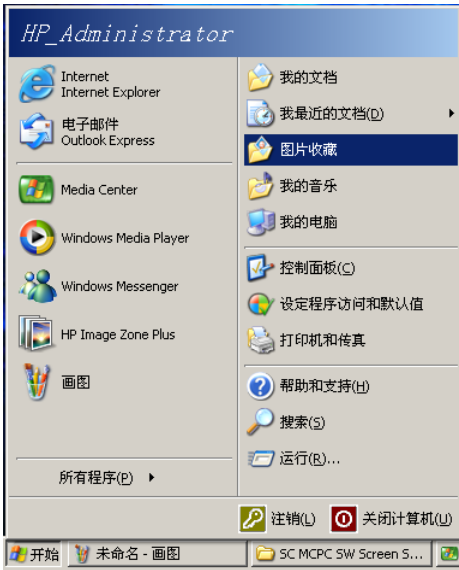 HP_Administrator
Internet
Internet Explorer
电子邮件
Outlook Express
Media Center
Windows Media Player
Windows Messenger
HP Image Zone Plus
画图
所有程序(P)
我的文档
我最近的文档(D)
图片收藏
我的音乐
我的电脑
控制面板(C)
设定程序访问和默认值
打印机和传真
帮助和支持(H)
搜索(S)
运行(R)...
注销(L)
关闭计算机(U)
开始
未命名 - 画图
SC MCPC SW Screen S...